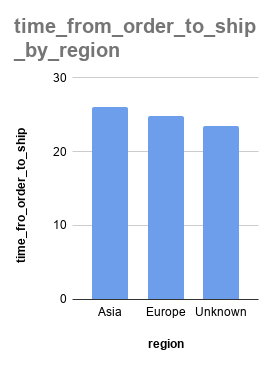 time_from_order_to_ship
_by_region
30
20
10
0
time_fro_order_to_ship
Asia
Europe
Unknown
region